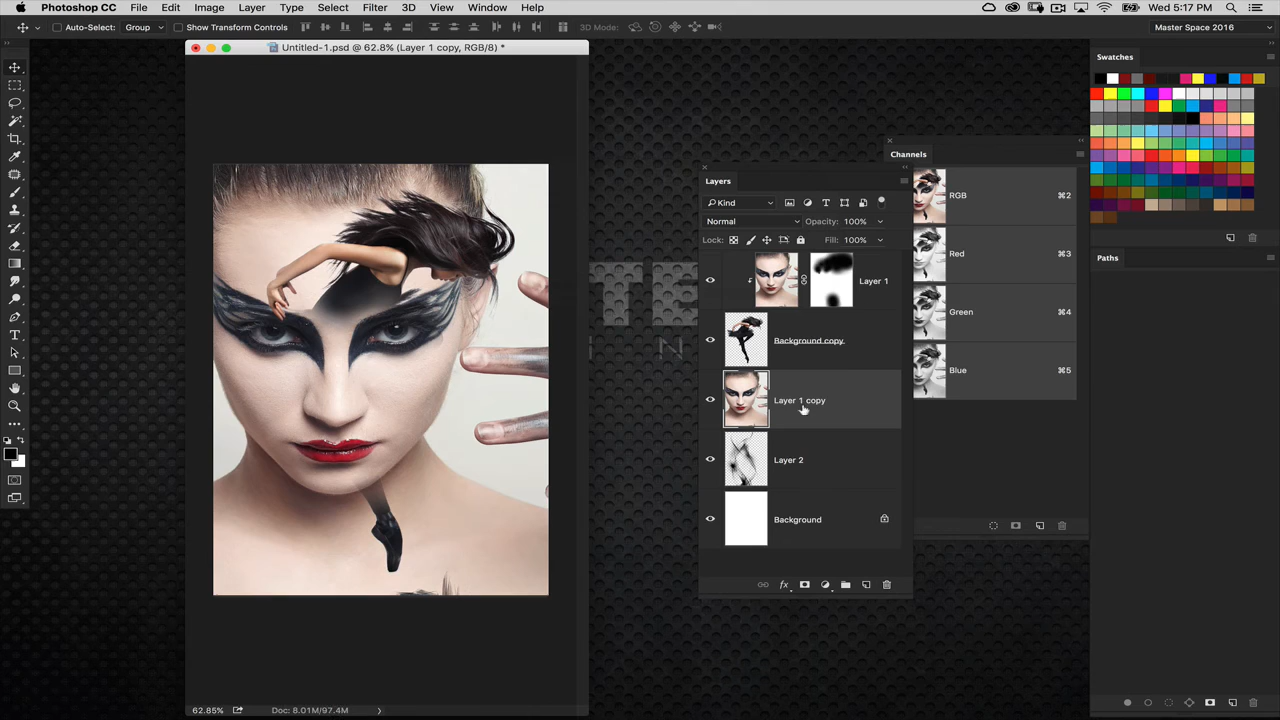 Photoshop CC File Edit Image Layer Type Select Filter 3D View Window Help Wed 5:17 PM
Auto-Select: Group Show Transform Controls 3D Mode: Master Space 2016
Untitled-1.psd @ 62.8% (Layer 1 copy, RGB/8) *
Swatches
Channels
RGB ⌘2
Red ⌘3
Green ⌘4
Blue ⌘5
Layers
Kind
Normal Opacity: 100%
Lock: Fill: 100%
Layer 1
Background copy
Layer 1 copy
Layer 2
Background
fx
Paths
62.85% Doc: 8.01M/97.4M